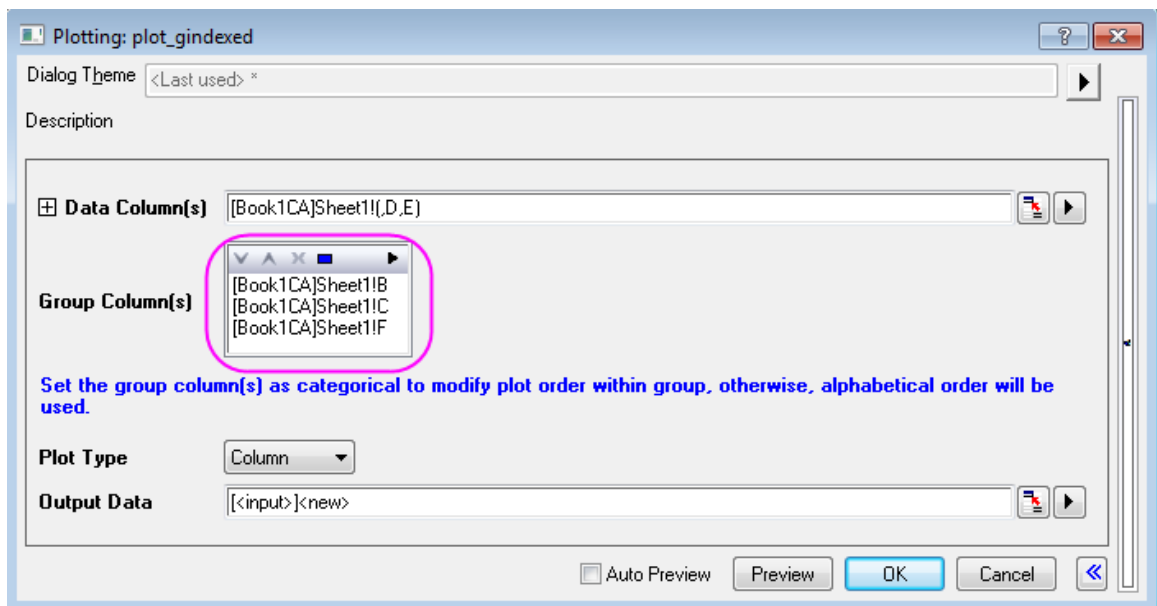 Plotting: plot_gindexed
Dialog Theme <Last used> *
Description
Data Column(s) [Book1CA]Sheet1!(,D,E)
Group Column(s)
[Book1CA]Sheet1!B
[Book1CA]Sheet1!C
[Book1CA]Sheet1!F
Set the group column(s) as categorical to modify plot order within group, otherwise, alphabetical order will be
used.
Plot Type Column
Output Data [<input>]<new>
Auto Preview Preview OK Cancel